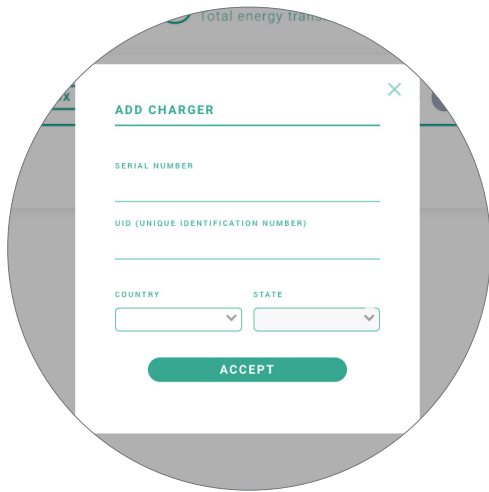 Total energy trans
X
ADD CHARGER
SERIAL NUMBER
UID (UNIQUE IDENTIFICATION NUMBER)
COUNTRY
STATE
ACCEPT